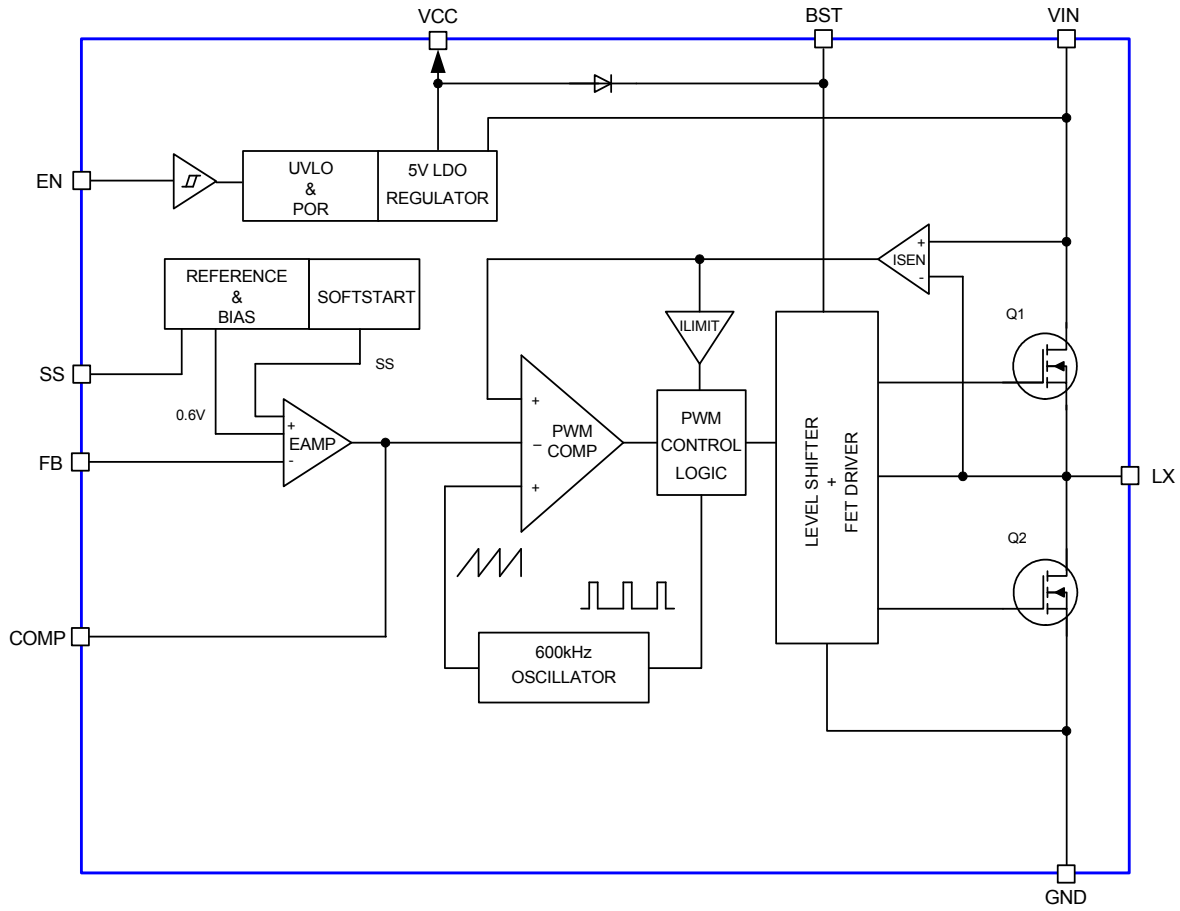 VCC
BST
VIN
EN
UVLO
&
POR
5V LDO
REGULATOR
REFERENCE
&
BIAS
SOFTSTART
+
ISEN
-
Q1
ILIMIT
SS
SS
0.6V
+
EAMP
-
FB
+
PWM
– COMP
+
PWM
CONTROL
LOGIC
LEVEL SHIFTER
+
FET DRIVER
LX
Q2
COMP
600kHz
OSCILLATOR
GND